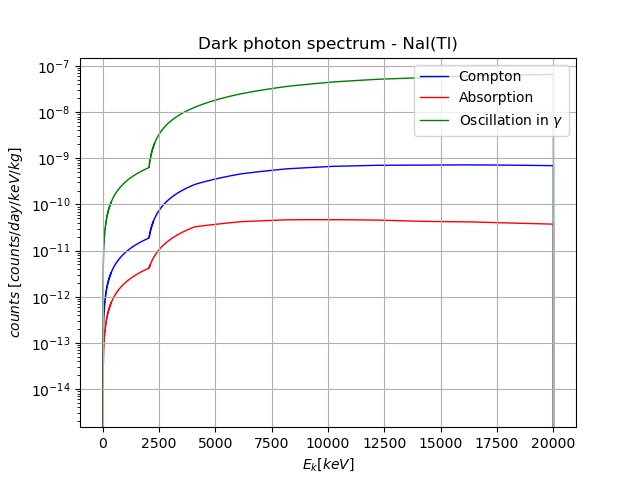 Dark photon spectrum - NaI(Tl)
counts [counts/day/keV/kg]
10⁻⁷
10⁻⁸
10⁻⁹
10⁻¹⁰
10⁻¹¹
10⁻¹²
10⁻¹³
10⁻¹⁴
Compton
Absorption
Oscillation in γ
0 2500 5000 7500 10000 12500 15000 17500 20000
E_k[keV]